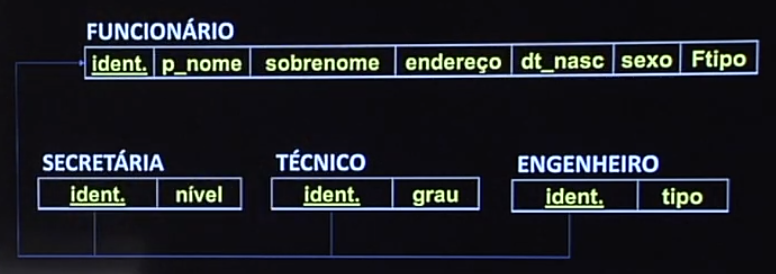 FUNCIONÁRIO
ident. p_nome sobrenome endereço dt_nasc sexo Ftipo
SECRETÁRIA TÉCNICO ENGENHEIRO
ident. nível ident. grau ident. tipo